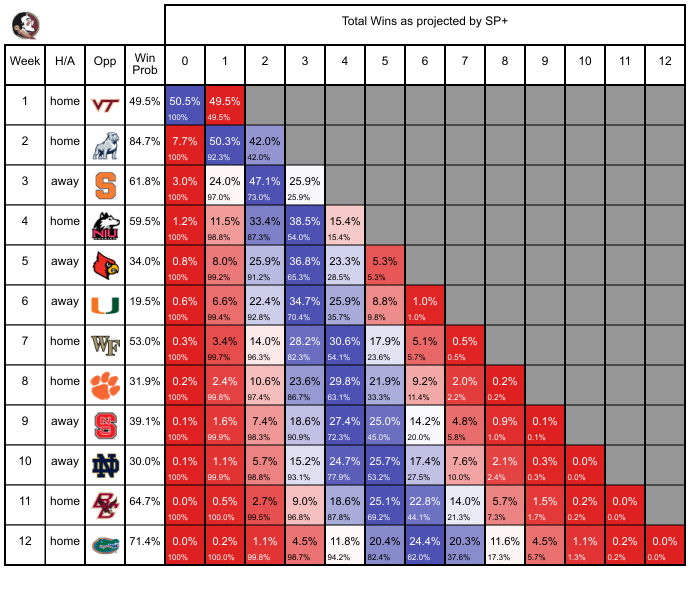 Total Wins as projected by SP+
Week H/A Opp Win Prob 0 1 2 3 4 5 6 7 8 9 10 11 12
1 home VT 49.5% 50.5% 49.5%
100% 49.5%
2 home 84.7% 7.7% 50.3% 42.0%
100% 92.3% 42.0%
3 away S 61.8% 3.0% 24.0% 47.1% 25.9%
100% 97.0% 73.0% 25.9%
4 home NIU 59.5% 1.2% 11.5% 33.4% 38.5% 15.4%
100% 98.8% 87.3% 54.0% 15.4%
5 away 34.0% 0.8% 8.0% 25.9% 36.8% 23.3% 5.3%
100% 99.2% 91.2% 65.3% 28.5% 5.3%
6 away U 19.5% 0.6% 6.6% 22.4% 34.7% 25.9% 8.8% 1.0%
100% 99.4% 92.8% 70.4% 35.7% 9.8% 1.0%
7 home WF 53.0% 0.3% 3.4% 14.0% 28.2% 30.6% 17.9% 5.1% 0.5%
100% 99.7% 96.3% 82.3% 54.1% 23.6% 5.7% 0.5%
8 home 31.9% 0.2% 2.4% 10.6% 23.6% 29.8% 21.9% 9.2% 2.0% 0.2%
100% 99.8% 97.4% 86.7% 63.1% 33.3% 11.4% 2.2% 0.2%
9 away NCS 39.1% 0.1% 1.6% 7.4% 18.6% 27.4% 25.0% 14.2% 4.8% 0.9% 0.1%
100% 99.9% 98.3% 90.9% 72.3% 45.0% 20.0% 5.8% 1.0% 0.1%
10 away ND 30.0% 0.1% 1.1% 5.7% 15.2% 24.7% 25.7% 17.4% 7.6% 2.1% 0.3% 0.0%
100% 99.9% 98.8% 93.1% 77.9% 53.2% 27.5% 10.0% 2.4% 0.3% 0.0%
11 home BC 64.7% 0.0% 0.5% 2.7% 9.0% 18.6% 25.1% 22.8% 14.0% 5.7% 1.5% 0.2% 0.0%
100% 100.0% 99.5% 96.8% 87.8% 69.2% 44.1% 21.3% 7.3% 1.7% 0.2% 0.0%
12 home 71.4% 0.0% 0.2% 1.1% 4.5% 11.8% 20.4% 24.4% 20.3% 11.6% 4.5% 1.1% 0.2% 0.0%
100% 100.0% 99.8% 98.7% 94.2% 82.4% 62.0% 37.6% 17.3% 5.7% 1.3% 0.2% 0.0%